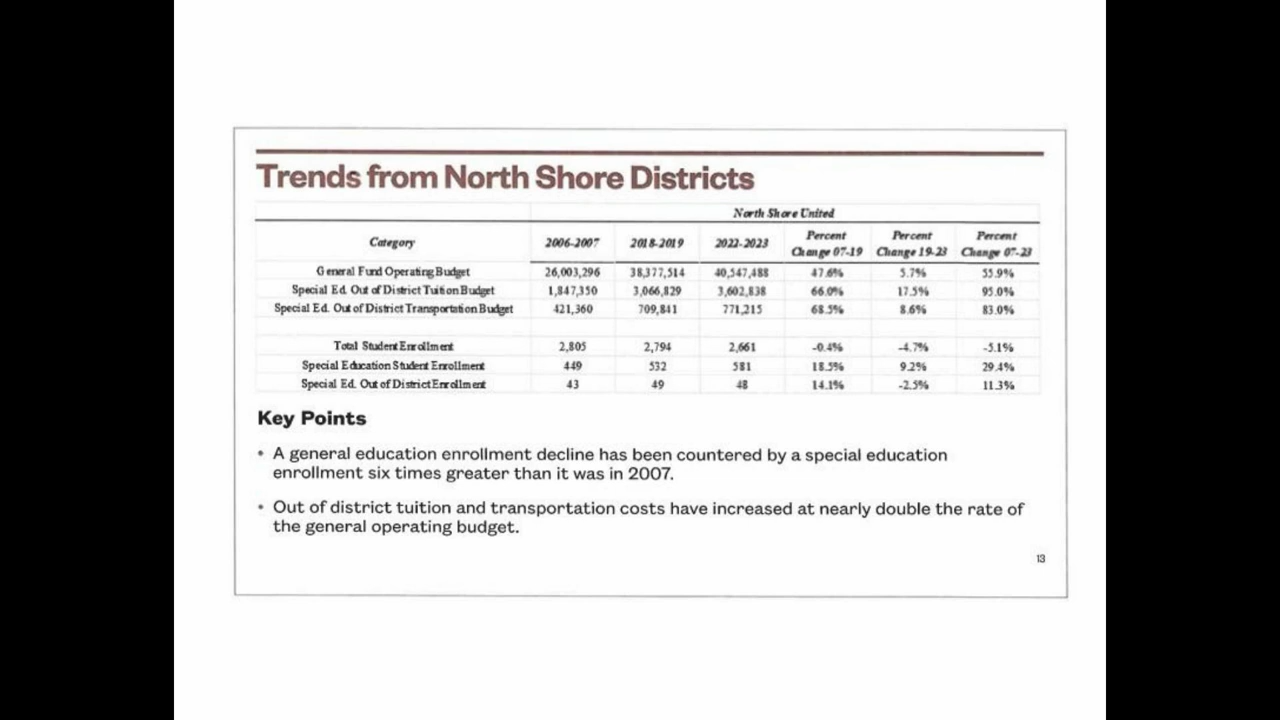 Trends from North Shore Districts
North Shore United
Category 2006-2007 2018-2019 2022-2023 Percent Change 07-19 Percent Change 19-23 Percent Change 07-23
General Fund Operating Budget 26,003,296 38,377,514 40,547,488 47.6% 5.7% 55.9%
Special Ed. Out of District Tuition Budget 1,847,350 3,066,829 3,602,838 66.0% 17.5% 95.0%
Special Ed. Out of District Transportation Budget 421,360 709,841 771,215 68.5% 8.6% 83.0%
Total Student Enrollment 2,805 2,794 2,661 -0.4% -4.7% -5.1%
Special Education Student Enrollment 449 532 581 18.5% 9.2% 29.4%
Special Ed. Out of District Enrollment 43 49 48 14.1% -2.5% 11.3%
Key Points
• A general education enrollment decline has been countered by a special education
enrollment six times greater than it was in 2007.
• Out of district tuition and transportation costs have increased at nearly double the rate of
the general operating budget.
13